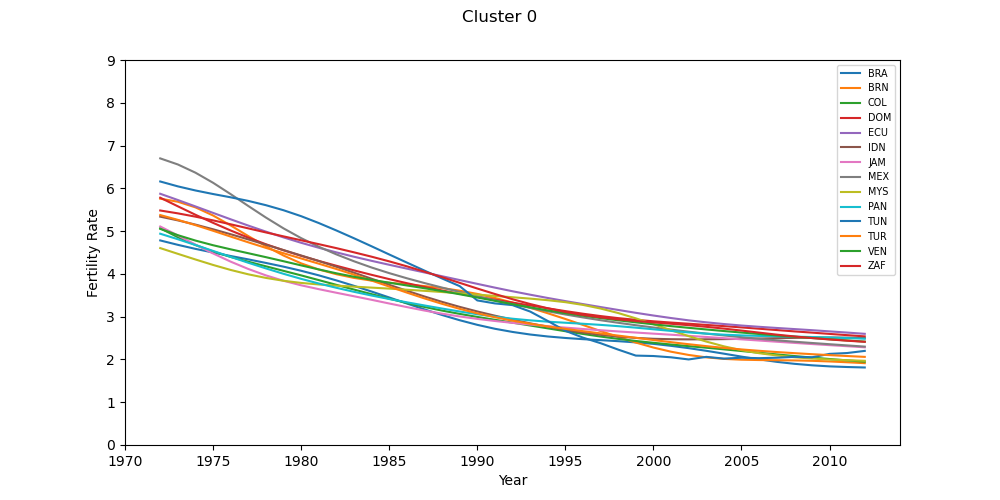 Cluster 0
9
8
7
6
5
4
3
2
1
0
Fertility Rate
1970 1975 1980 1985 1990 1995 2000 2005 2010
Year
BRA
BRN
COL
DOM
ECU
IDN
JAM
MEX
MYS
PAN
TUN
TUR
VEN
ZAF